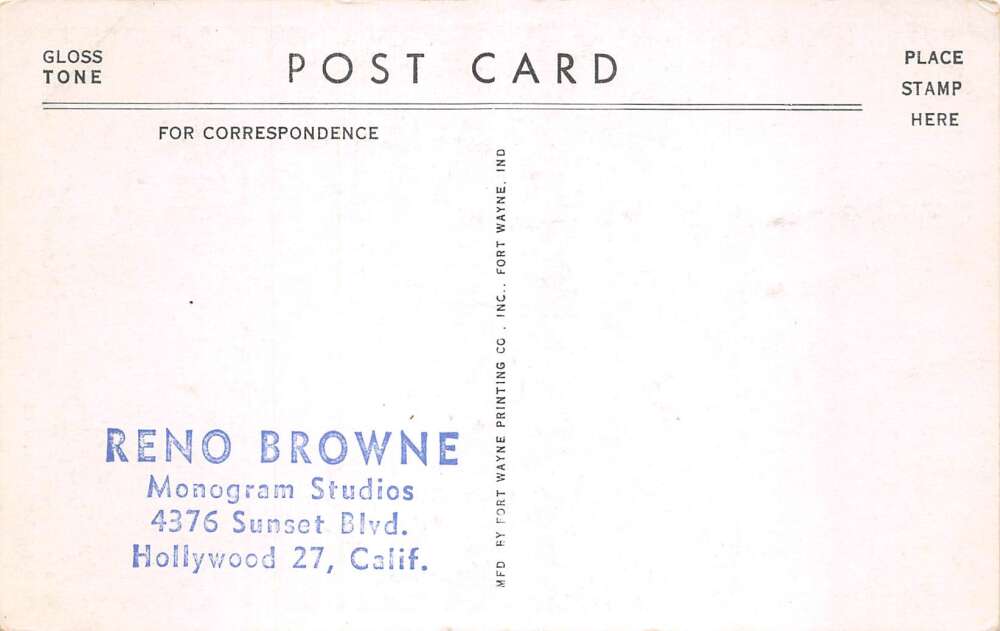 GLOSS
TONE
POST CARD
PLACE
STAMP
HERE
FOR CORRESPONDENCE
MFD BY FORT WAYNE PRINTING CO., INC., FORT WAYNE, IND
RENO BROWNE
Monogram Studios
4376 Sunset Blvd.
Hollywood 27, Calif.